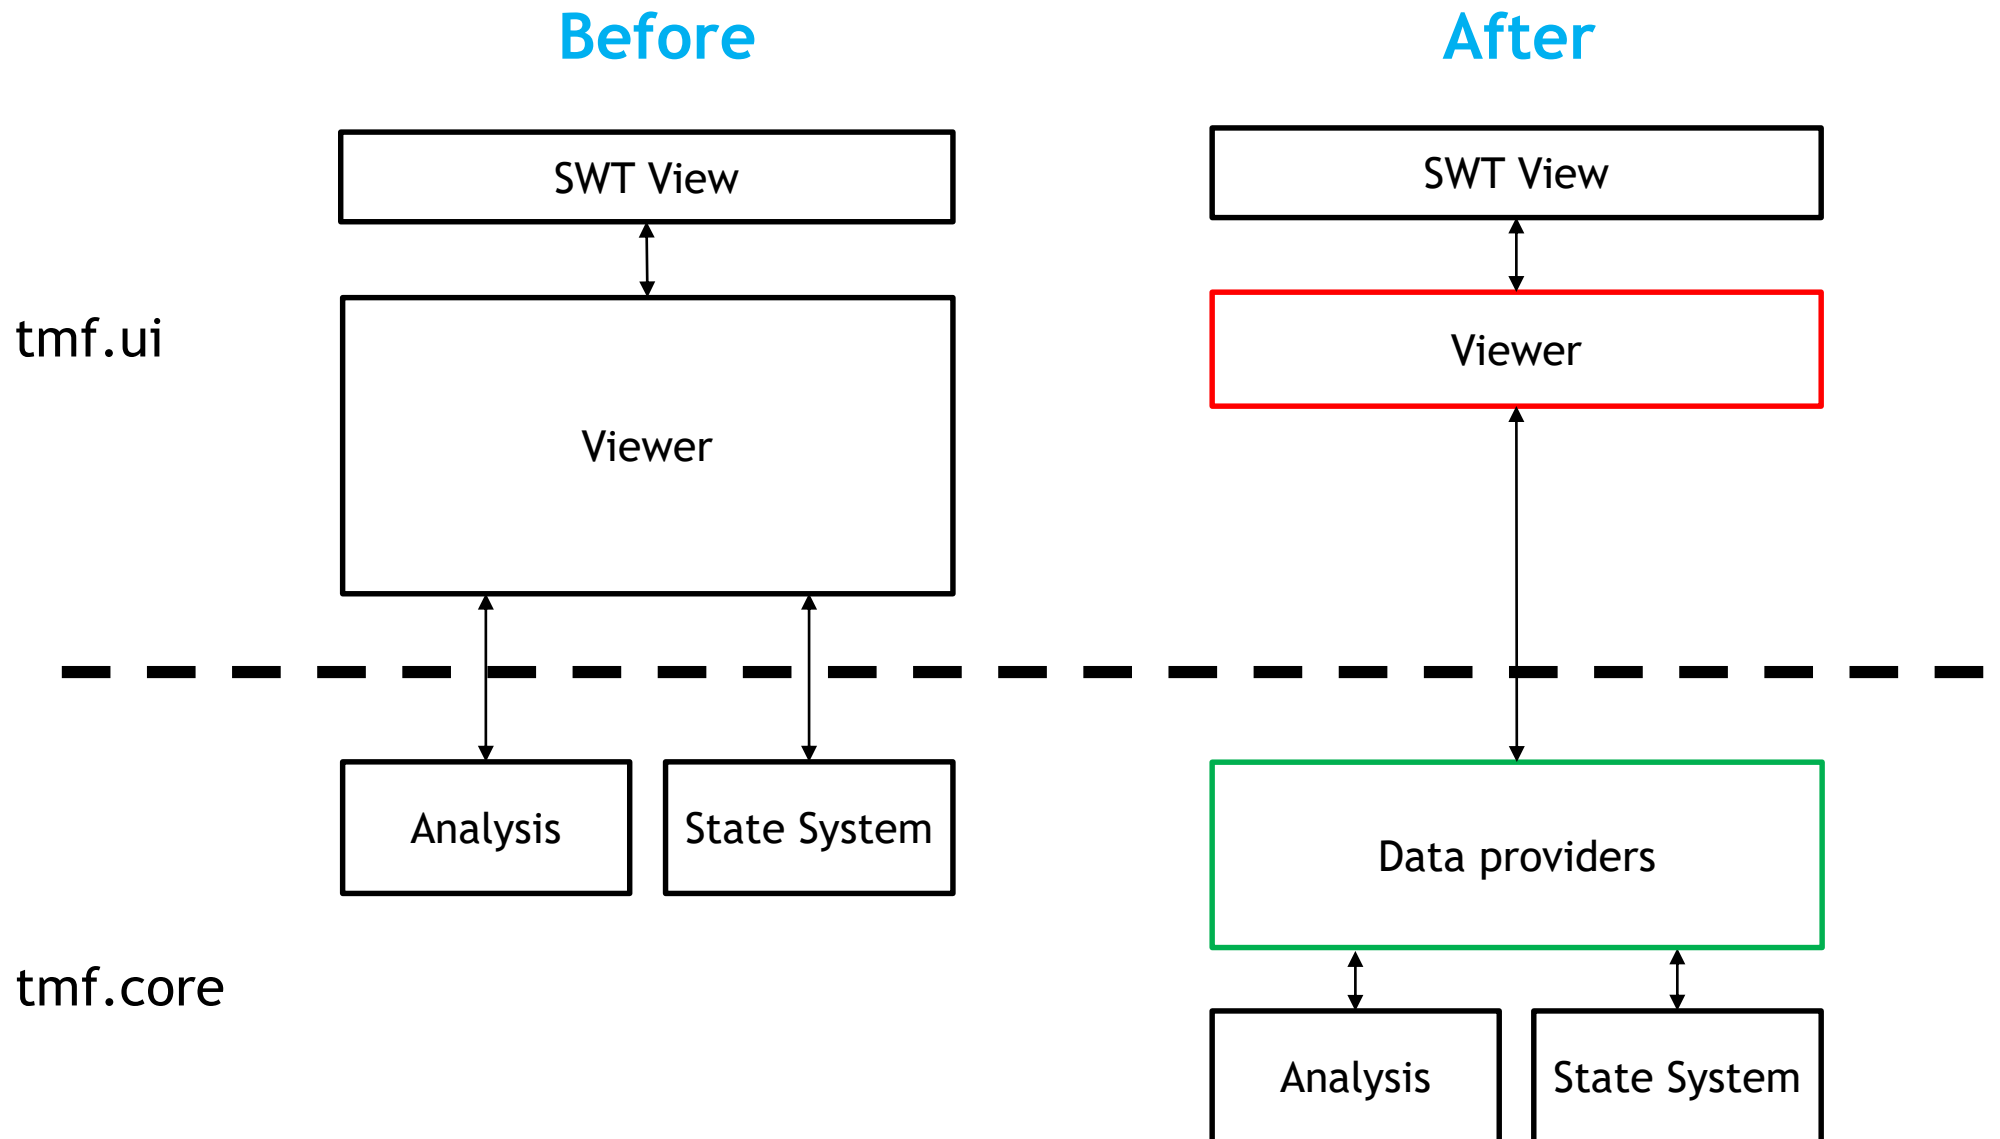 Before
After
SWT View
SWT View
tmf.ui
Viewer
Viewer
Analysis
State System
Data providers
tmf.core
Analysis
State System